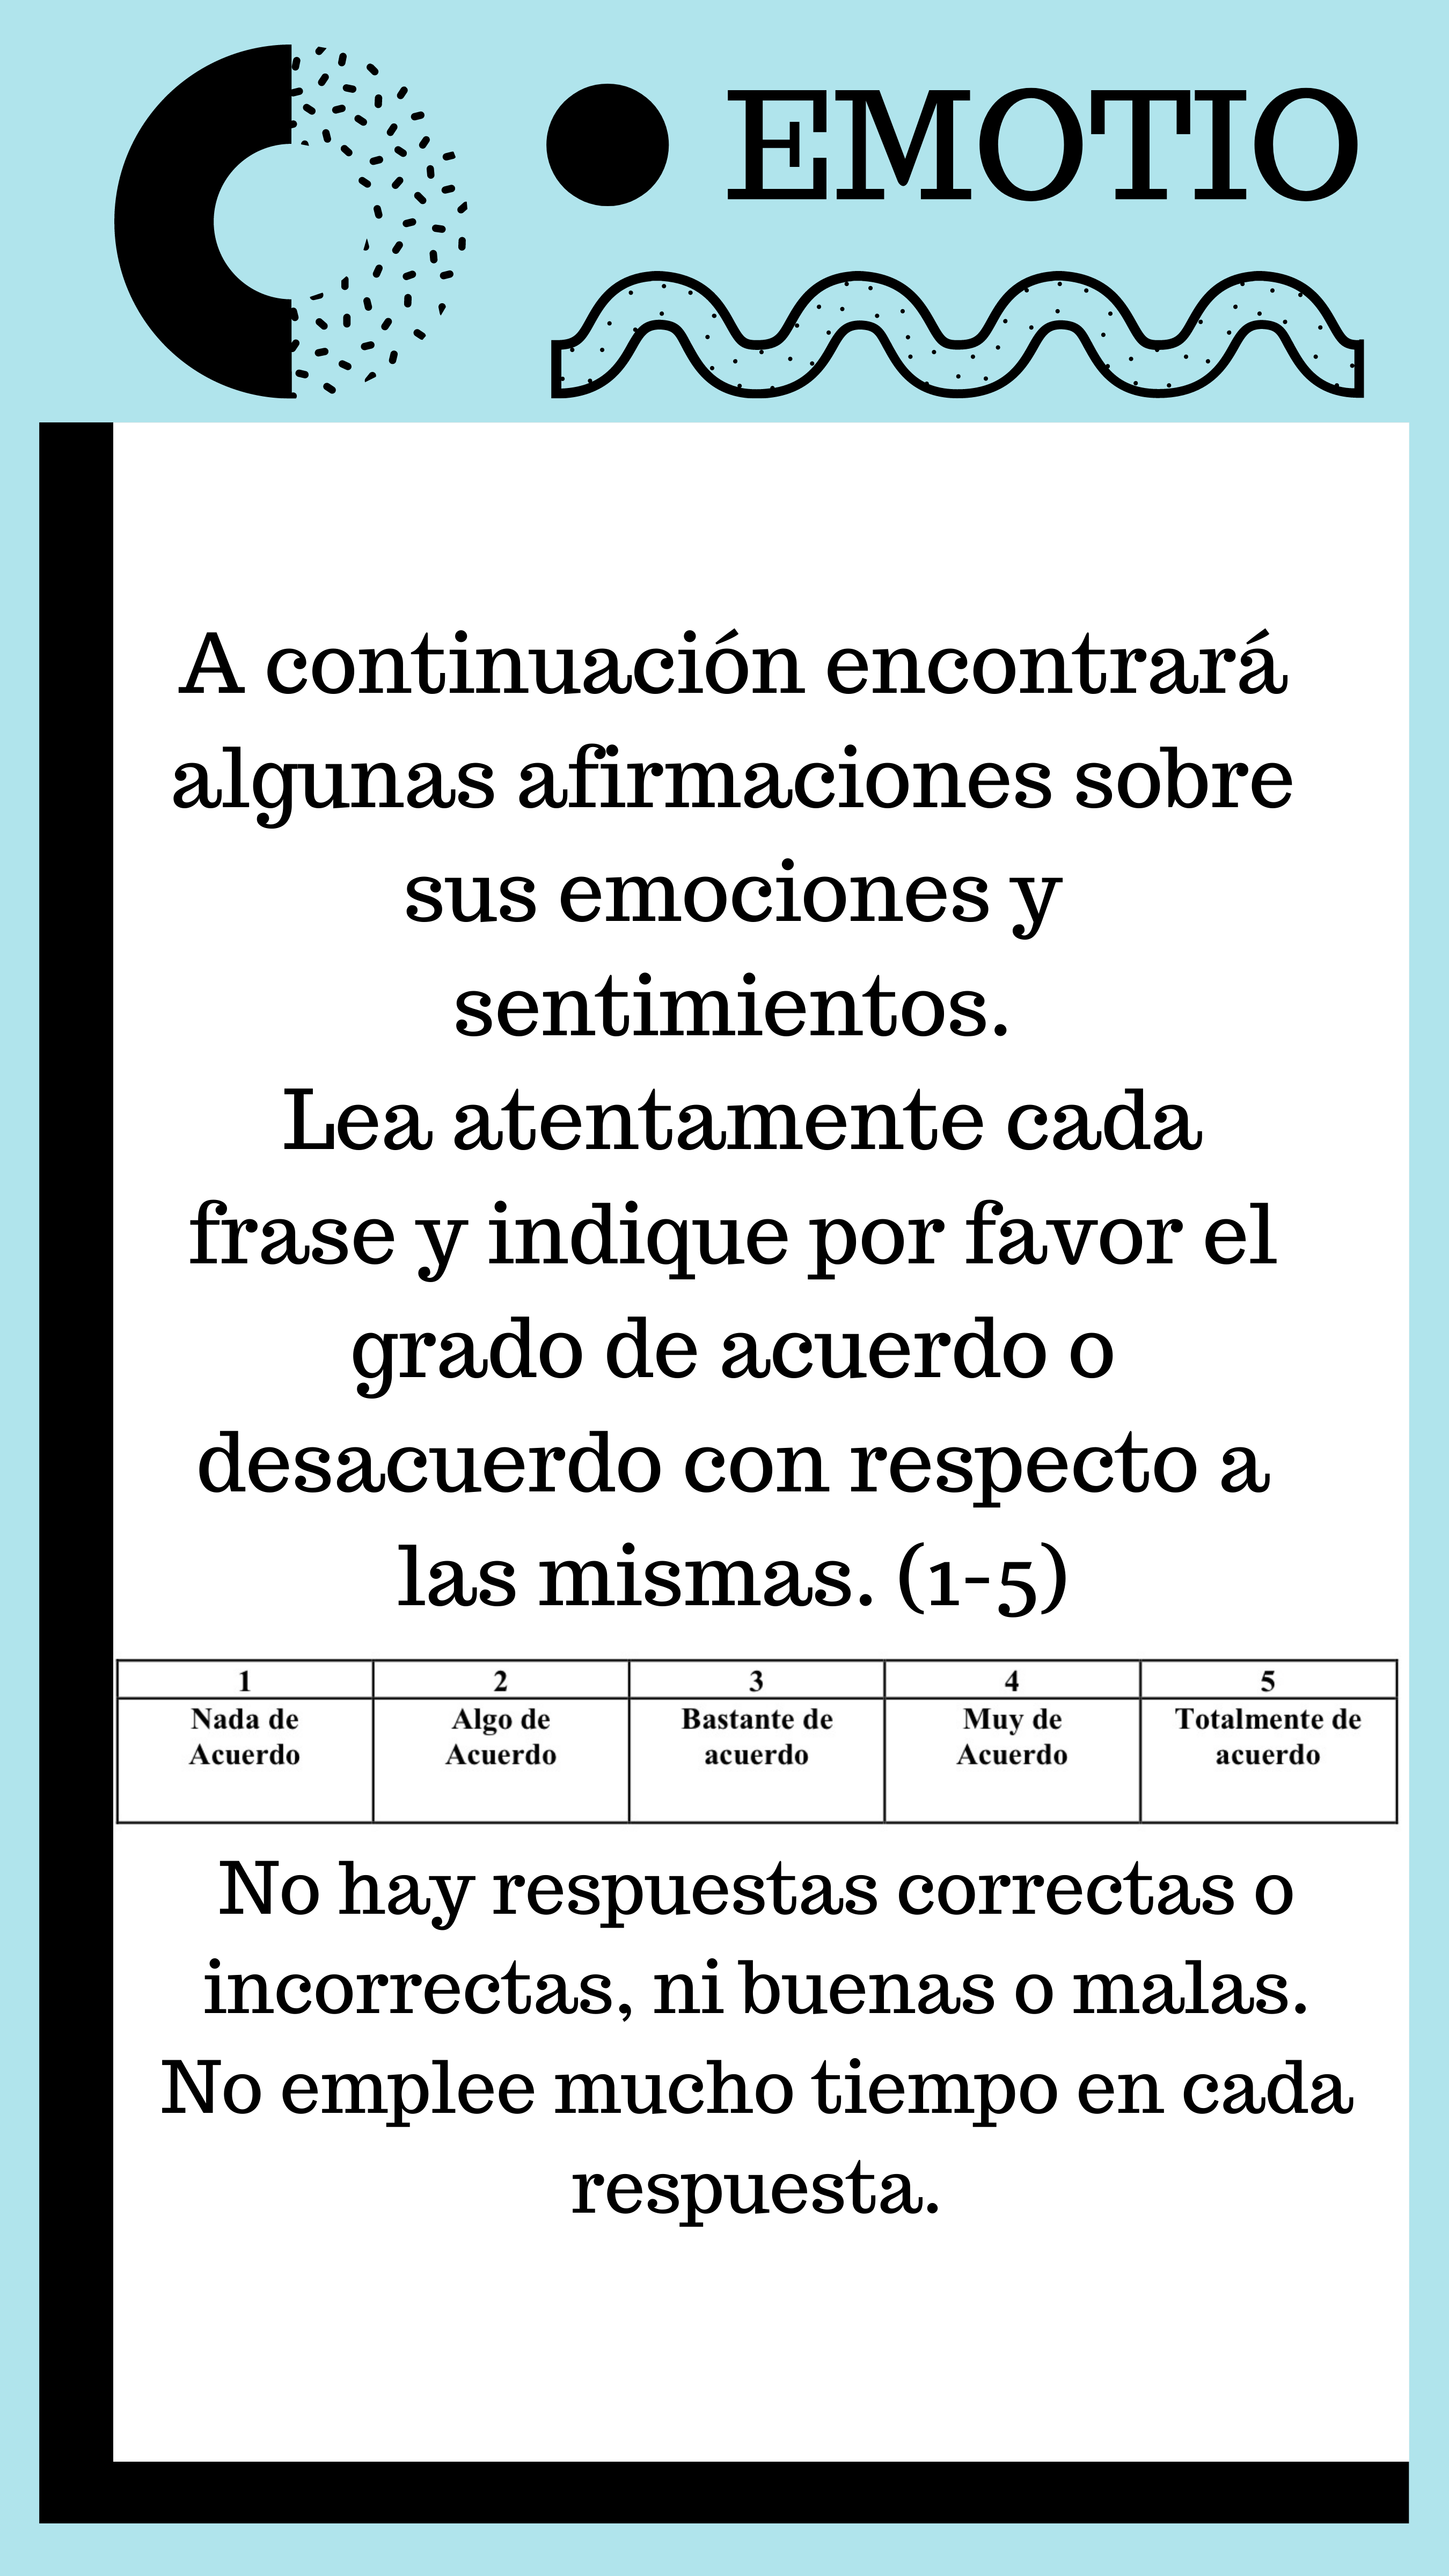 EMOTIO
A continuación encontrará
algunas afirmaciones sobre
sus emociones y
sentimientos.
Lea atentamente cada
frase y indique por favor el
grado de acuerdo o
desacuerdo con respecto a
las mismas. (1-5)
1 2 3 4 5
Nada de Algo de Bastante de Muy de Totalmente de
Acuerdo Acuerdo acuerdo Acuerdo acuerdo
No hay respuestas correctas o
incorrectas, ni buenas o malas.
No emplee mucho tiempo en cada
respuesta.